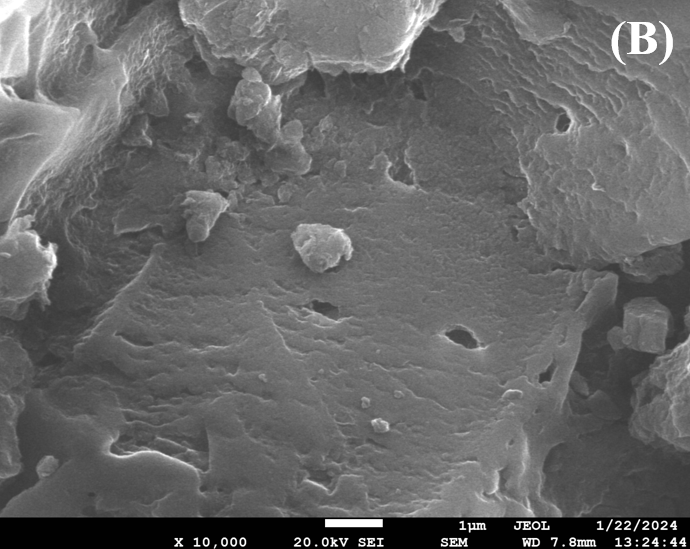 (B)
1μm JEOL 1/22/2024
X 10,000 20.0kV SEI SEM WD 7.8mm 13:24:44